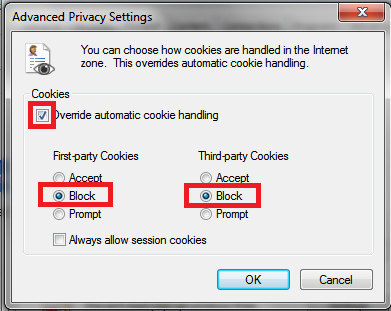 Advanced Privacy Settings
You can choose how cookies are handled in the Internet
zone. This overrides automatic cookie handling.
Cookies
Override automatic cookie handling
First-party Cookies
Third-party Cookies
Accept
Accept
Block
Block
Prompt
Prompt
Always allow session cookies
OK
Cancel